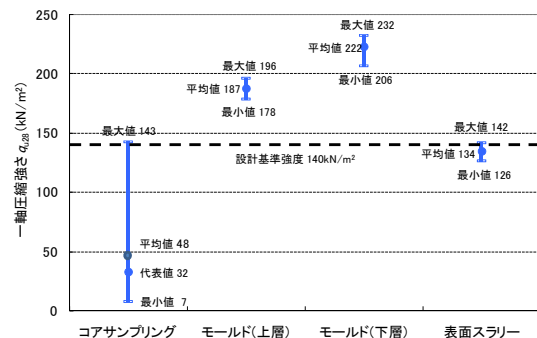 一軸圧縮強さ qu28(kN/m²)
250
200
150
100
50
0
最大値 143
平均値 48
代表値 32
最小値 7
最大値 196
平均値 187
最小値 178
最大値 232
平均値 222
最小値 206
設計基準強度 140kN/m²
最大値 142
平均値 134
最小値 126
コアサンプリング
モールド(上層)
モールド(下層)
表面スラリー